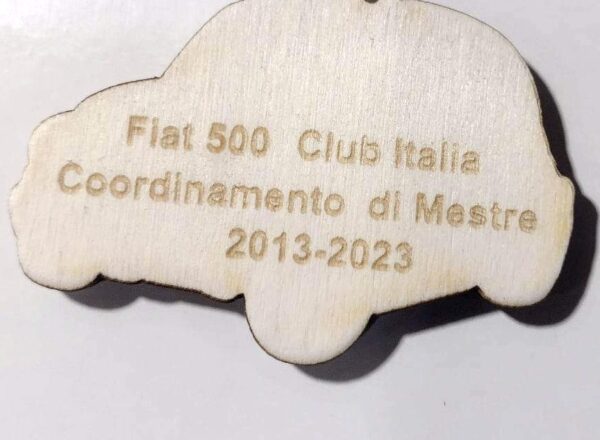 Fiat 500 Club Italia
Coordinamento di Mestre
2013-2023